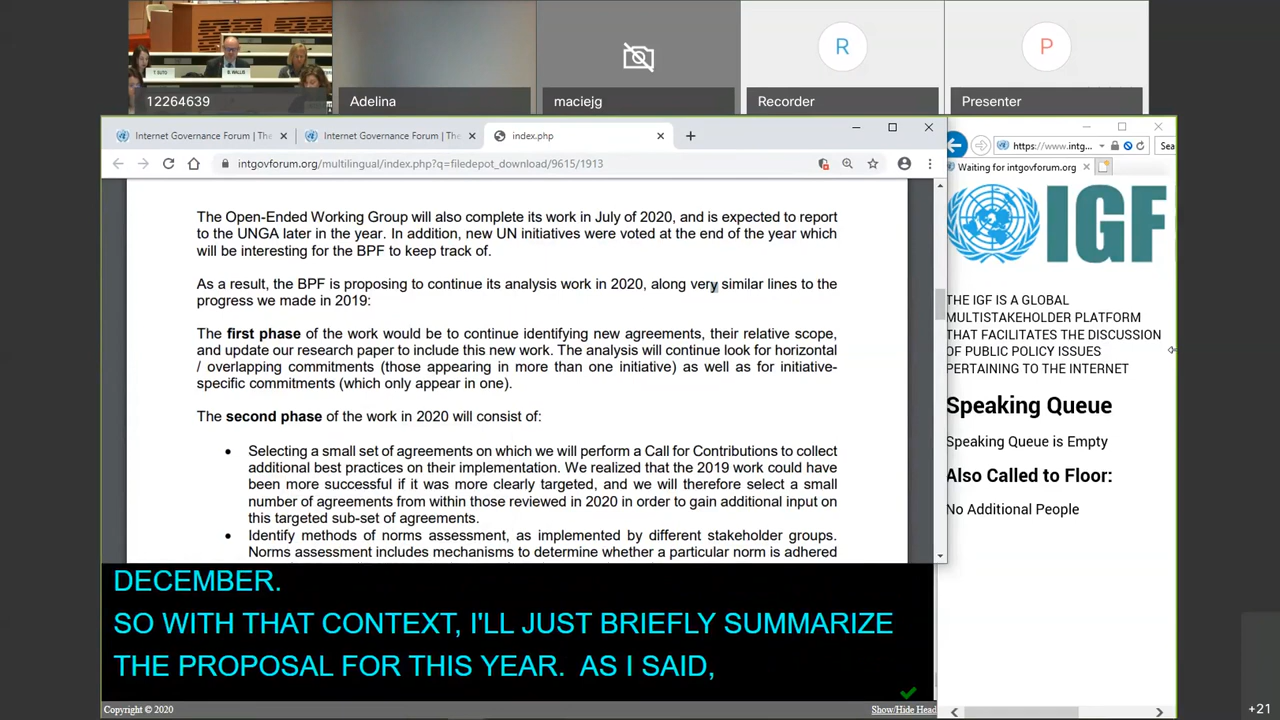 T. SUTO
B. WALLIS
12264639
Adelina
maciejg
R
Recorder
P
Presenter
Internet Governance Forum | The
Internet Governance Forum | The
index.php
intgovforum.org/multilingual/index.php?q=filedepot_download/9615/1913
The Open-Ended Working Group will also complete its work in July of 2020, and is expected to report
to the UNGA later in the year. In addition, new UN initiatives were voted at the end of the year which
will be interesting for the BPF to keep track of.
As a result, the BPF is proposing to continue its analysis work in 2020, along very similar lines to the
progress we made in 2019:
The first phase of the work would be to continue identifying new agreements, their relative scope,
and update our research paper to include this new work. The analysis will continue look for horizontal
/ overlapping commitments (those appearing in more than one initiative) as well as for initiative-
specific commitments (which only appear in one).
The second phase of the work in 2020 will consist of:
• Selecting a small set of agreements on which we will perform a Call for Contributions to collect
additional best practices on their implementation. We realized that the 2019 work could have
been more successful if it was more clearly targeted, and we will therefore select a small
number of agreements from within those reviewed in 2020 in order to gain additional input on
this targeted sub-set of agreements.
• Identify methods of norms assessment, as implemented by different stakeholder groups.
Norms assessment includes mechanisms to determine whether a particular norm is adhered
https://www.intg
Sea
Waiting for intgovforum.org
IGF
THE IGF IS A GLOBAL
MULTISTAKEHOLDER PLATFORM
THAT FACILITATES THE DISCUSSION
OF PUBLIC POLICY ISSUES
PERTAINING TO THE INTERNET
Speaking Queue
Speaking Queue is Empty
Also Called to Floor:
No Additional People
DECEMBER.
SO WITH THAT CONTEXT, I'LL JUST BRIEFLY SUMMARIZE
THE PROPOSAL FOR THIS YEAR.  AS I SAID,
Copyright © 2020
Show/Hide Head
+21